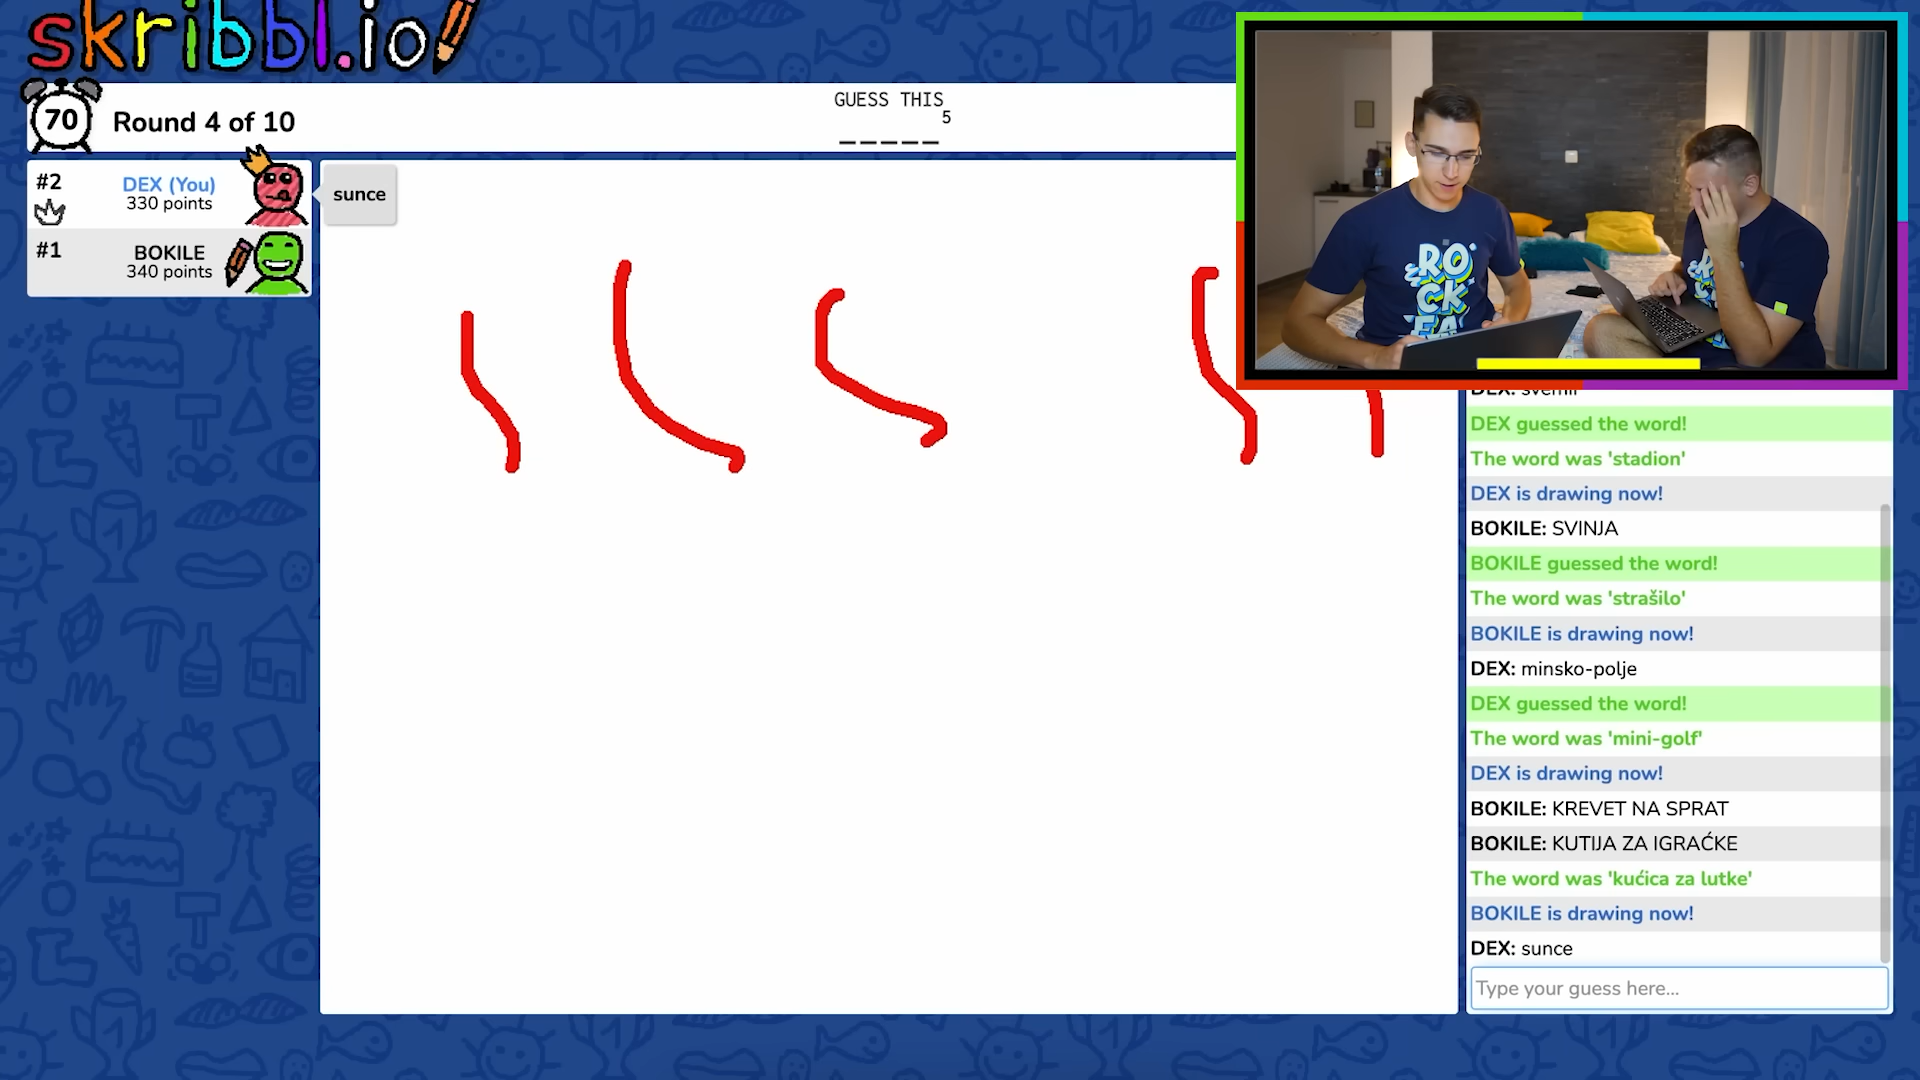 skribbl.io
70
Round 4 of 10
GUESS THIS
5
#2
DEX (You)
330 points
#1
BOKILE
340 points
sunce
ROCK
DEX guessed the word!
The word was 'stadion'
DEX is drawing now!
BOKILE: SVINJA
BOKILE guessed the word!
The word was 'strašilo'
BOKILE is drawing now!
DEX: minsko-polje
DEX guessed the word!
The word was 'mini-golf'
DEX is drawing now!
BOKILE: KREVET NA SPRAT
BOKILE: KUTIJA ZA IGRAĆKE
The word was 'kućica za lutke'
BOKILE is drawing now!
DEX: sunce
Type your guess here...